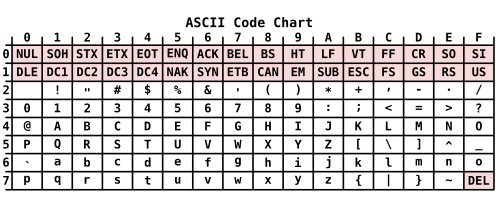 ASCII Code Chart
0 1 2 3 4 5 6 7 8 9 A B C D E F
0 NUL SOH STX ETX EOT ENQ ACK BEL BS HT LF VT FF CR SO SI
1 DLE DC1 DC2 DC3 DC4 NAK SYN ETB CAN EM SUB ESC FS GS RS US
2 ! " # $ % & ' ( ) * + , - . /
3 0 1 2 3 4 5 6 7 8 9 : ; < = > ?
4 @ A B C D E F G H I J K L M N O
5 P Q R S T U V W X Y Z [ \ ] ^ _
6 ` a b c d e f g h i j k l m n o
7 p q r s t u v w x y z { | } ~ DEL